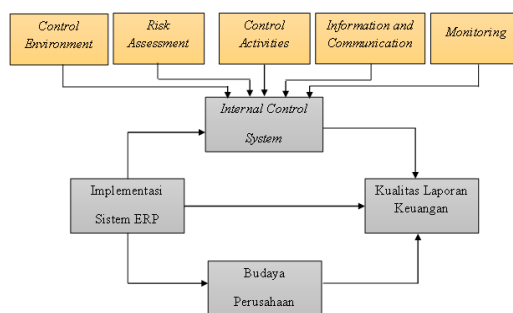 Control
Environment
Risk
Assessment
Control
Activities
Information and
Communication
Monitoring
Internal Control
System
Implementasi
Sistem ERP
Kualitas Laporan
Keuangan
Budaya
Perusahaan